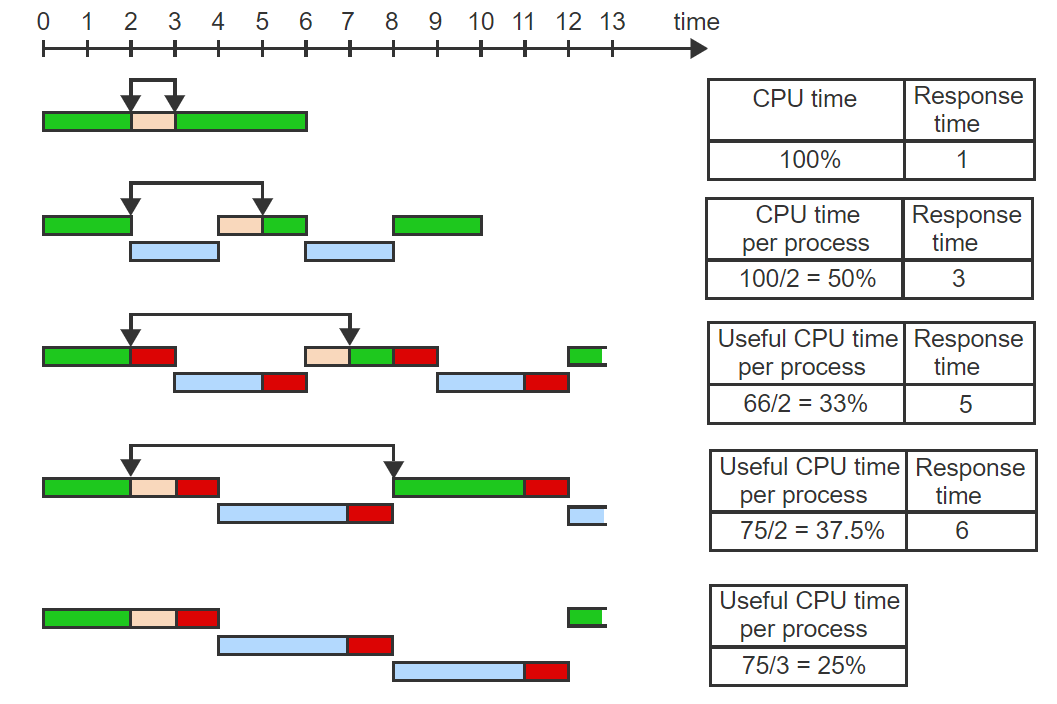 0 1 2 3 4 5 6 7 8 9 10 11 12 13 time
CPU time
Response
time
100%
1
CPU time
per process
Response
time
100/2 = 50%
3
Useful CPU time
per process
Response
time
66/2 = 33%
5
Useful CPU time
per process
Response
time
75/2 = 37.5%
6
Useful CPU time
per process
75/3 = 25%